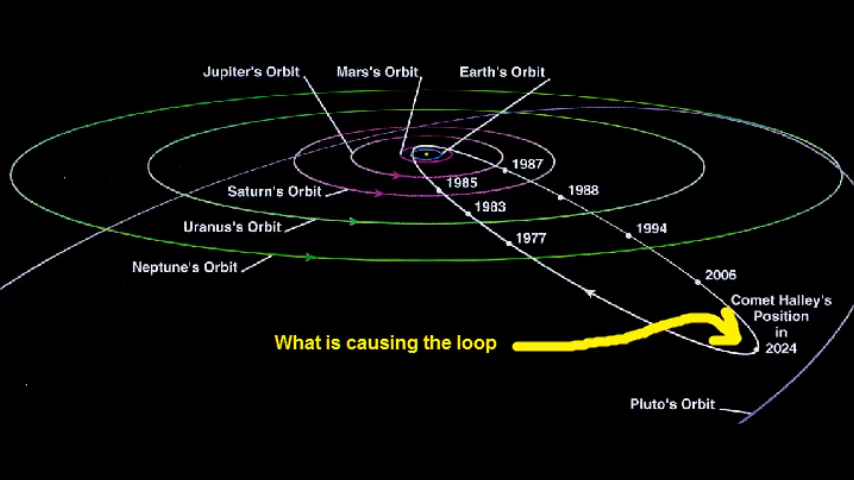 Jupiter's Orbit
Mars's Orbit
Earth's Orbit
1987
1985
1988
Saturn's Orbit
1983
Uranus's Orbit
1994
1977
Neptune's Orbit
2005
Comet Halley's
Position
in
2024
What is causing the loop
Pluto's Orbit